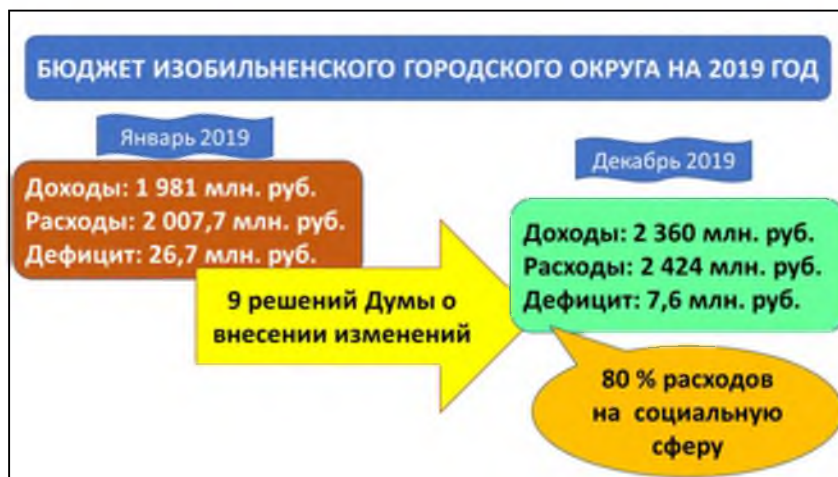 БЮДЖЕТ ИЗОБИЛЬНЕНСКОГО ГОРОДСКОГО ОКРУГА НА 2019 ГОД
Январь 2019
Доходы: 1 981 млн. руб.
Расходы: 2 007,7 млн. руб.
Дефицит: 26,7 млн. руб.
9 решений Думы о
внесении изменений
Декабрь 2019
Доходы: 2 360 млн. руб.
Расходы: 2 424 млн. руб.
Дефицит: 7,6 млн. руб.
80 % расходов
на социальную
сферу